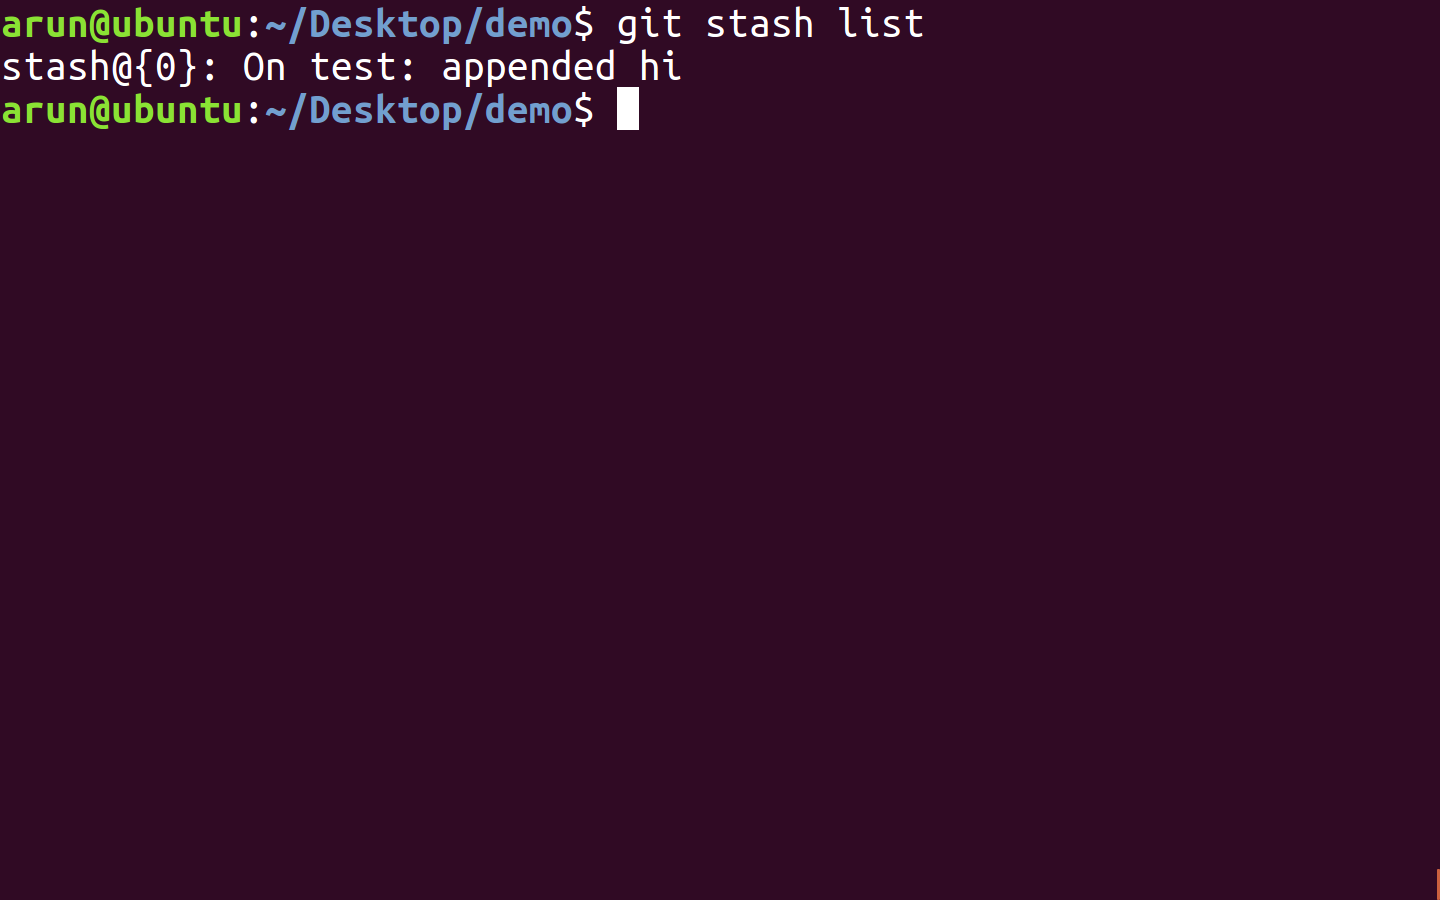 arun@ubuntu:~/Desktop/demo$ git stash list
stash@{0}: On test: appended hi
arun@ubuntu:~/Desktop/demo$